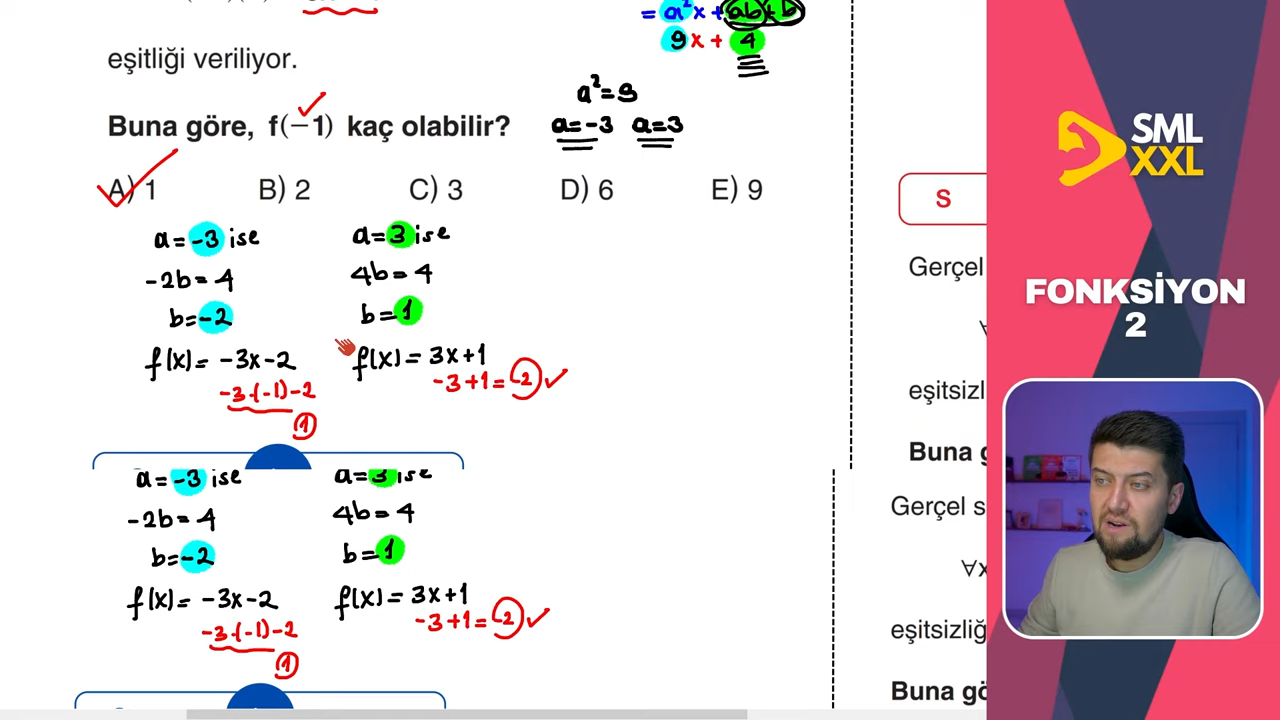 = a²x + ab + b
9x + 4
eşitliği veriliyor.
a² = 9
Buna göre, f(−1) kaç olabilir?
a = -3 a = 3
A) 1 B) 2 C) 3 D) 6 E) 9
a = -3 ise a = 3 ise
-2b = 4 4b = 4
b = -2 b = 1
f(x) = -3x - 2 f(x) = 3x + 1
-3·(-1) - 2 -3 + 1 = -2
1
a = -3 ise a = 3 ise
-2b = 4 4b = 4
b = -2 b = 1
f(x) = -3x - 2 f(x) = 3x + 1
-3·(-1) - 2 -3 + 1 = -2
1
S
Gerçel
eşitsizl
Buna g
Gerçel s
∀x
eşitsizliğ
Buna gö
SML
XXL
FONKSİYON
2